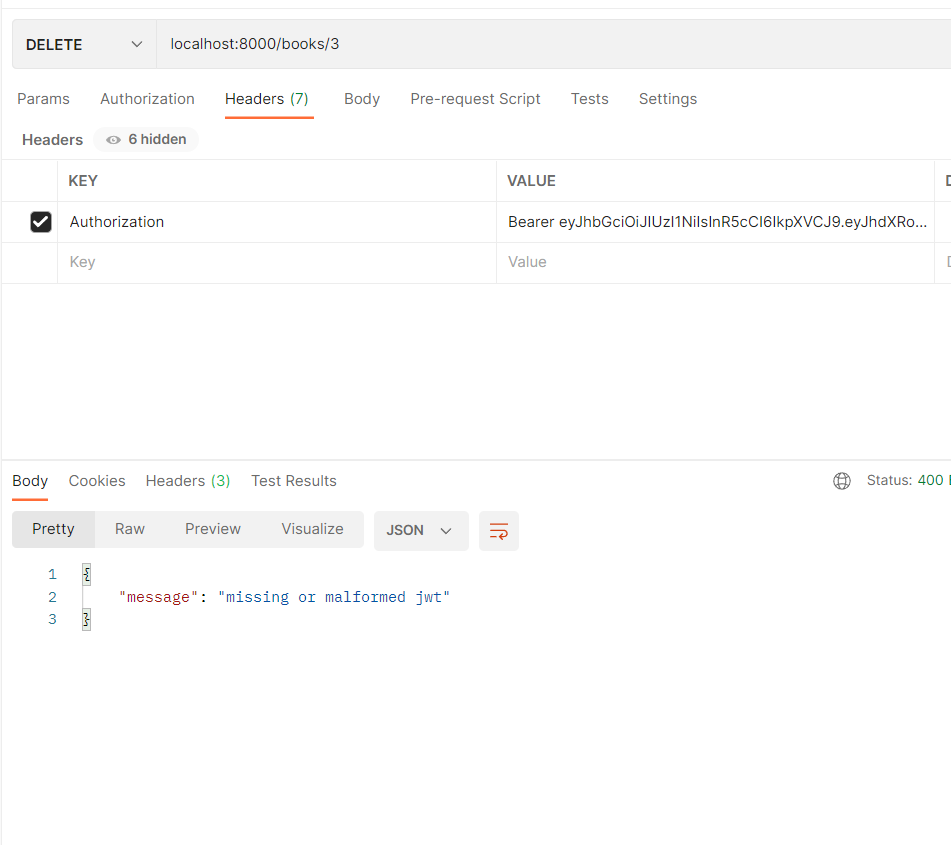 DELETE localhost:8000/books/3
Params Authorization Headers (7) Body Pre-request Script Tests Settings
Headers 6 hidden
KEY VALUE
Authorization Bearer eyJhbGciOiJIUzI1NiIsInR5cCI6IkpXVCJ9.eyJhdXRo...
Key Value
Body Cookies Headers (3) Test Results Status: 400
Pretty Raw Preview Visualize JSON
1 {
2 "message": "missing or malformed jwt"
3 }